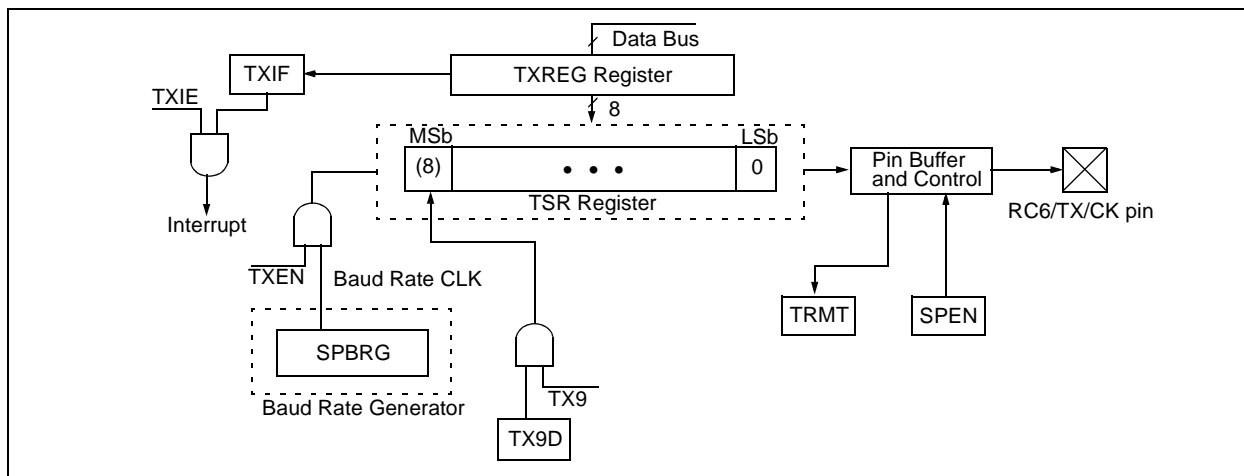 Data Bus
TXIF
TXREG Register
TXIE
8
MSb
LSb
(8)
• • •
0
Pin Buffer
and Control
TSR Register
Interrupt
RC6/TX/CK pin
TXEN
Baud Rate CLK
TRMT
SPEN
SPBRG
TX9
Baud Rate Generator
TX9D